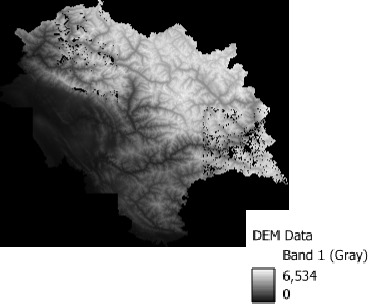 DEM Data
Band 1 (Gray)
6,534
0